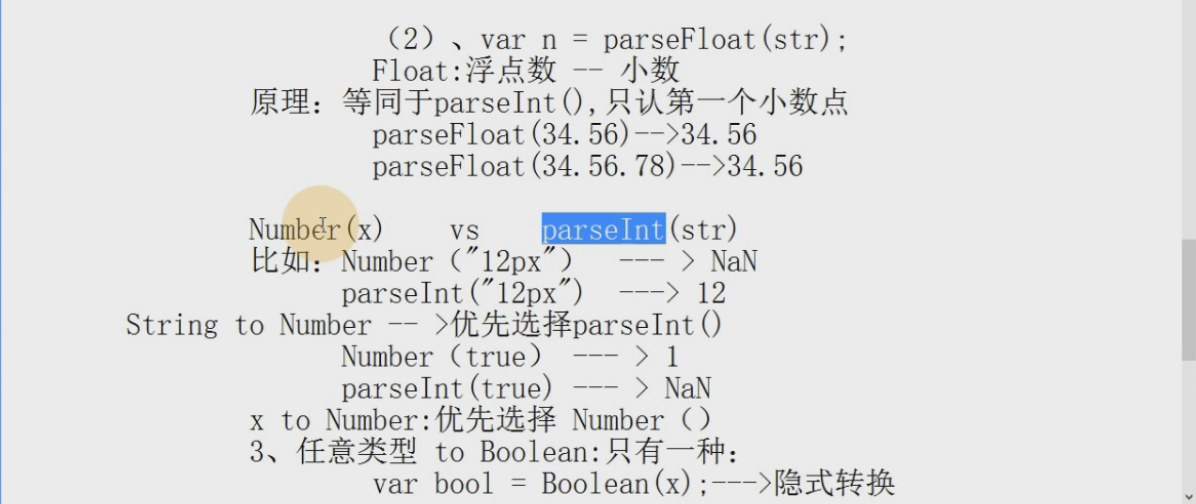 (2)、var n = parseFloat(str);
Float:浮点数 -- 小数
原理：等同于parseInt(),只认第一个小数点
parseFloat(34.56)-->34.56
parseFloat(34.56.78)-->34.56
Number(x) vs parseInt(str)
比如：Number ("12px") --- > NaN
parseInt("12px") ---> 12
String to Number -- >优先选择parseInt()
Number（true） --- > 1
parseInt(true) --- > NaN
x to Number:优先选择 Number（）
3、任意类型 to Boolean:只有一种：
var bool = Boolean(x);--->隐式转换